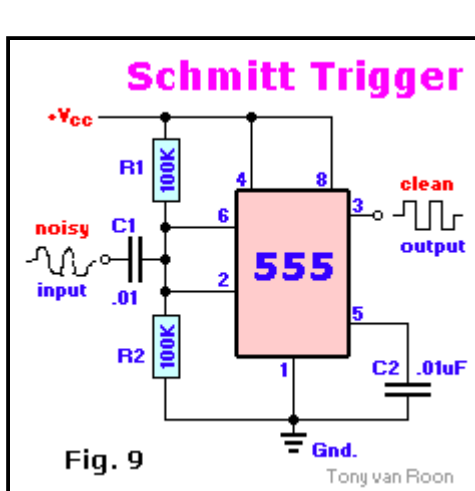 Schmitt Trigger
+Vcc
R1
100K
4
8
clean
3
noisy
C1
6
output
555
input
.01
2
5
R2
100K
1
C2
.01uF
Gnd.
Fig. 9
Tony van Roon